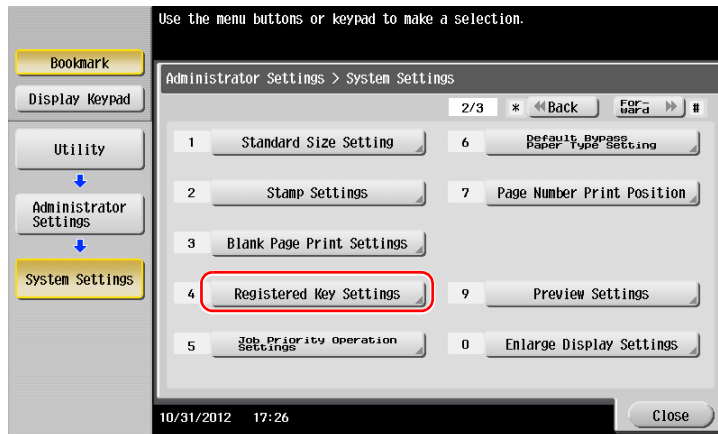 Use the menu buttons or keypad to make a selection.
Bookmark
Display Keypad
Utility
Administrator
Settings
System Settings
Administrator Settings > System Settings
2/3 * Back For-
ward #
1 Standard Size Setting
2 Stamp Settings
3 Blank Page Print Settings
4 Registered Key Settings
5 Job Priority Operation
Settings
6 Default Bypass
Paper Type Setting
7 Page Number Print Position
9 Preview Settings
0 Enlarge Display Settings
10/31/2012 17:26
Close